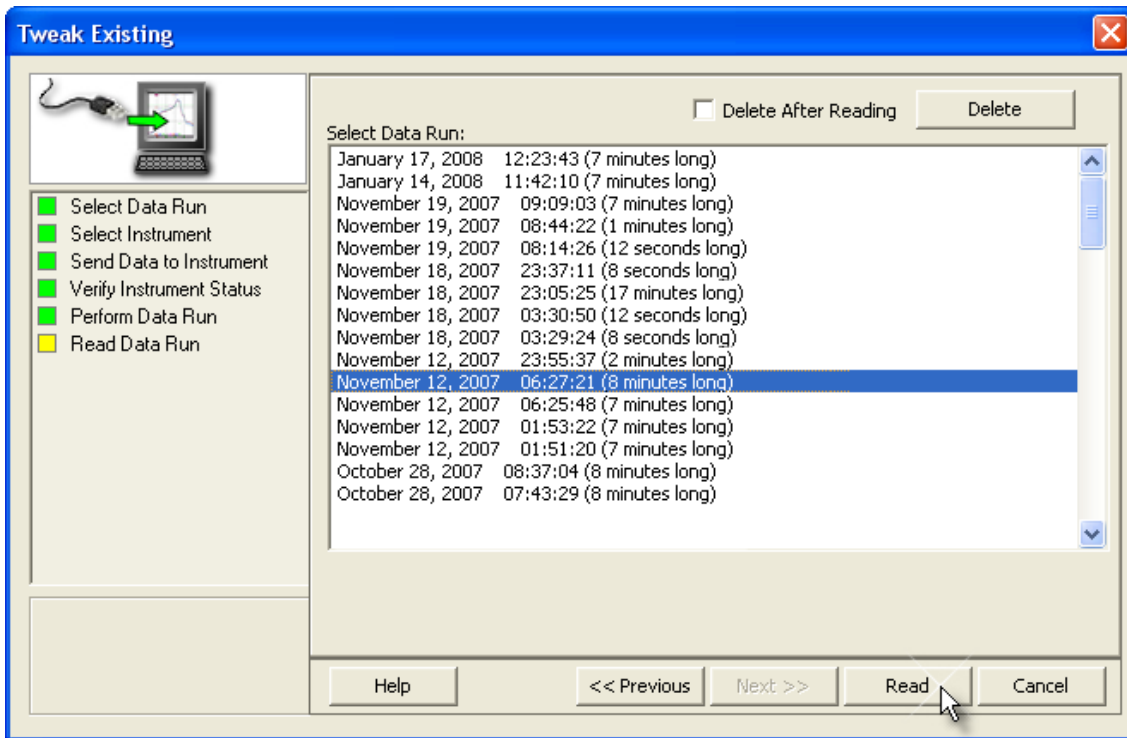 Tweak Existing
Select Data Run
Select Instrument
Send Data to Instrument
Verify Instrument Status
Perform Data Run
Read Data Run
Delete After Reading
Delete
Select Data Run:
January 17, 2008 12:23:43 (7 minutes long)
January 14, 2008 11:42:10 (7 minutes long)
November 19, 2007 09:09:03 (7 minutes long)
November 19, 2007 08:44:22 (1 minutes long)
November 19, 2007 08:14:26 (12 seconds long)
November 18, 2007 23:37:11 (8 seconds long)
November 18, 2007 23:05:25 (17 minutes long)
November 18, 2007 03:30:50 (12 seconds long)
November 18, 2007 03:29:24 (8 seconds long)
November 12, 2007 23:55:37 (2 minutes long)
November 12, 2007 06:27:21 (8 minutes long)
November 12, 2007 06:25:48 (7 minutes long)
November 12, 2007 01:53:22 (7 minutes long)
November 12, 2007 01:51:20 (7 minutes long)
October 28, 2007 08:37:04 (8 minutes long)
October 28, 2007 07:43:29 (8 minutes long)
Help
<< Previous
Next >>
Read
Cancel